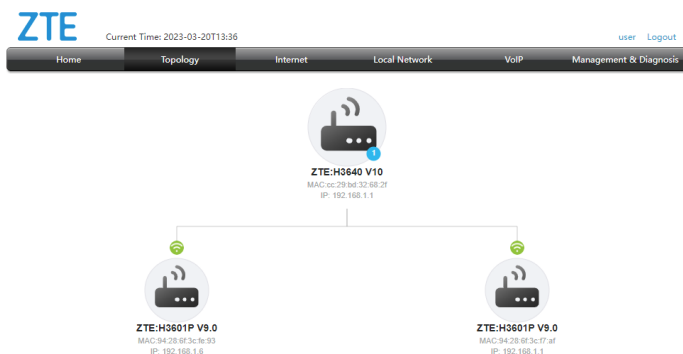 ZTE
Current Time: 2023-03-20T13:36
user Logout
Home Topology Internet Local Network VoIP Management & Diagnosis
1
ZTE:H3640 V10
MAC:cc:29:bd:32:68:2f
IP: 192.168.1.1
ZTE:H3601P V9.0 ZTE:H3601P V9.0
MAC:94:28:6f:3c:fe:93 MAC:94:28:6f:3c:f7:af
IP: 192.168.1.6 IP: 192.168.1.1